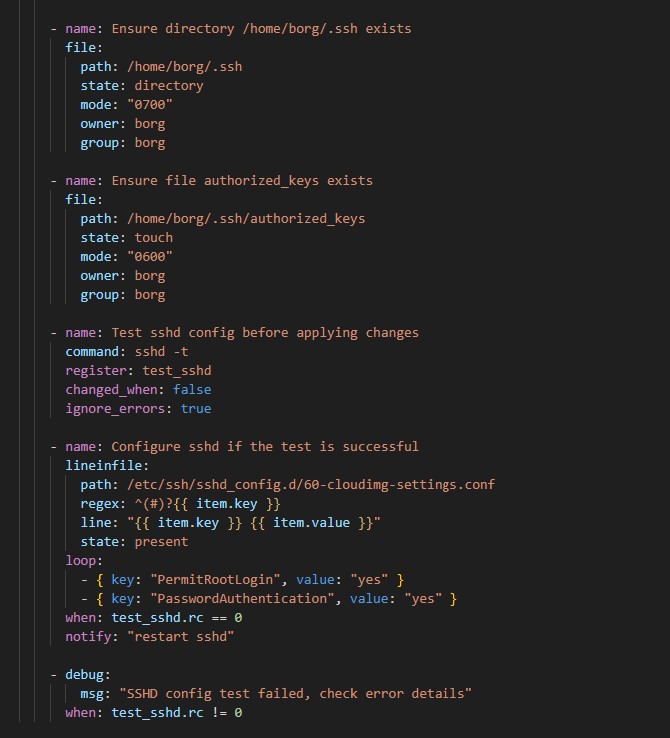 - name: Ensure directory /home/borg/.ssh exists
  file:
    path: /home/borg/.ssh
    state: directory
    mode: "0700"
    owner: borg
    group: borg

- name: Ensure file authorized_keys exists
  file:
    path: /home/borg/.ssh/authorized_keys
    state: touch
    mode: "0600"
    owner: borg
    group: borg

- name: Test sshd config before applying changes
  command: sshd -t
  register: test_sshd
  changed_when: false
  ignore_errors: true

- name: Configure sshd if the test is successful
  lineinfile:
    path: /etc/ssh/sshd_config.d/60-cloudimg-settings.conf
    regex: ^(#)?{{ item.key }}
    line: "{{ item.key }} {{ item.value }}"
    state: present
  loop:
    - { key: "PermitRootLogin", value: "yes" }
    - { key: "PasswordAuthentication", value: "yes" }
  when: test_sshd.rc == 0
  notify: "restart sshd"

- debug:
    msg: "SSHD config test failed, check error details"
  when: test_sshd.rc != 0